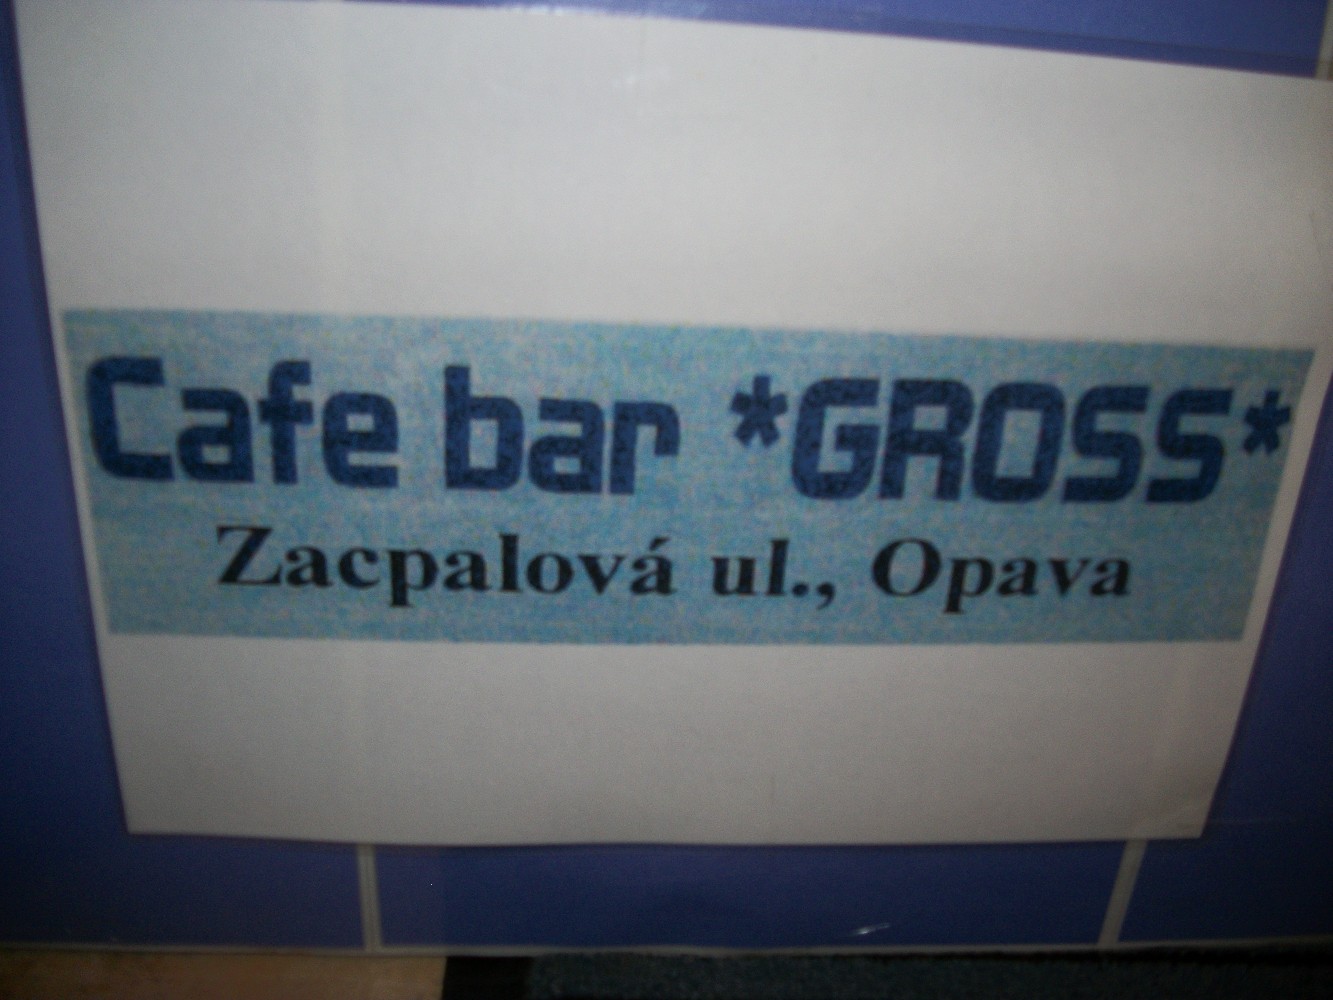 Cafe bar *GROSS*
Zacpalová ul., Opava